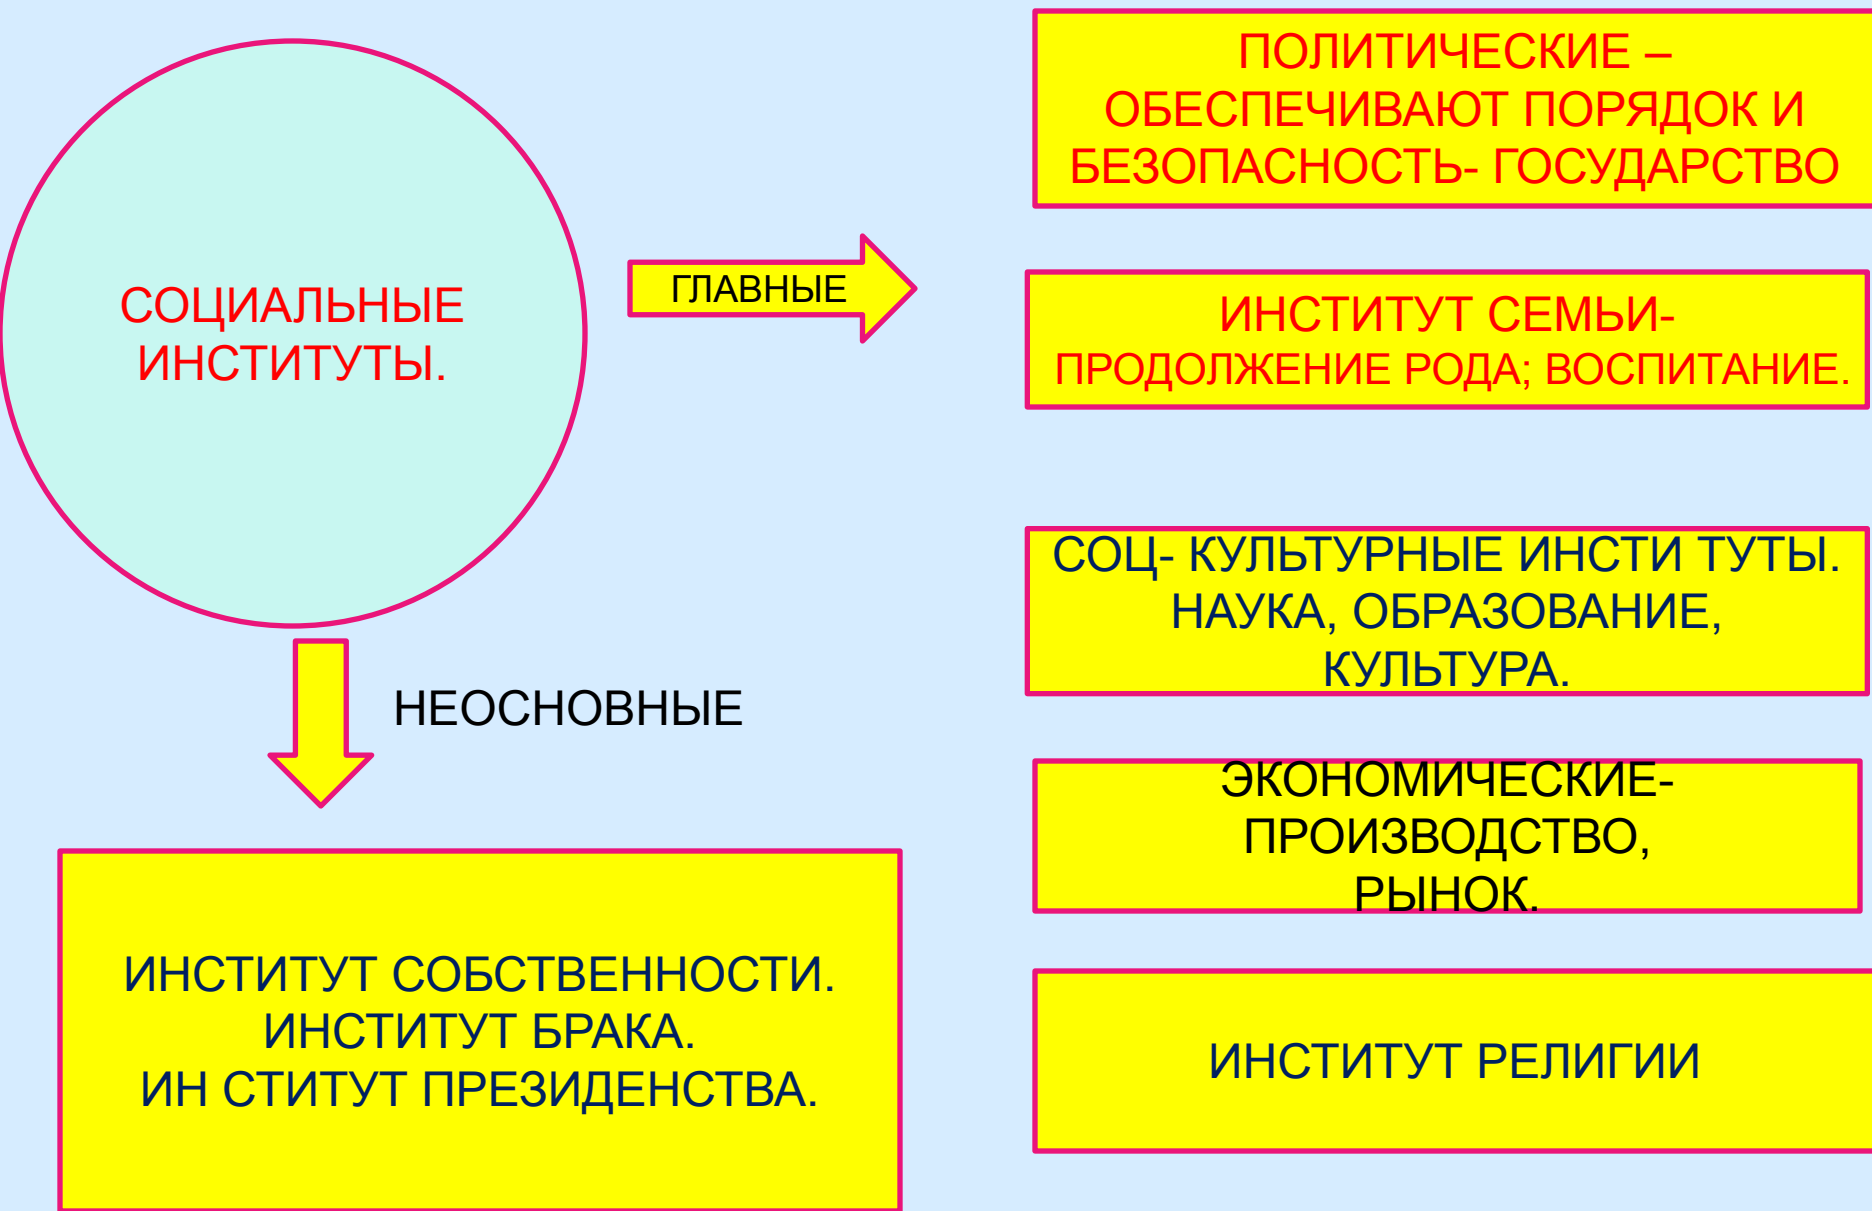 СОЦИАЛЬНЫЕ
ИНСТИТУТЫ.
ГЛАВНЫЕ
ПОЛИТИЧЕСКИЕ –
ОБЕСПЕЧИВАЮТ ПОРЯДОК И
БЕЗОПАСНОСТЬ- ГОСУДАРСТВО
ИНСТИТУТ СЕМЬИ-
ПРОДОЛЖЕНИЕ РОДА; ВОСПИТАНИЕ.
СОЦ- КУЛЬТУРНЫЕ ИНСТИ ТУТЫ.
НАУКА, ОБРАЗОВАНИЕ,
КУЛЬТУРА.
ЭКОНОМИЧЕСКИЕ-
ПРОИЗВОДСТВО,
РЫНОК.
ИНСТИТУТ РЕЛИГИИ
НЕОСНОВНЫЕ
ИНСТИТУТ СОБСТВЕННОСТИ.
ИНСТИТУТ БРАКА.
ИН СТИТУТ ПРЕЗИДЕНСТВА.